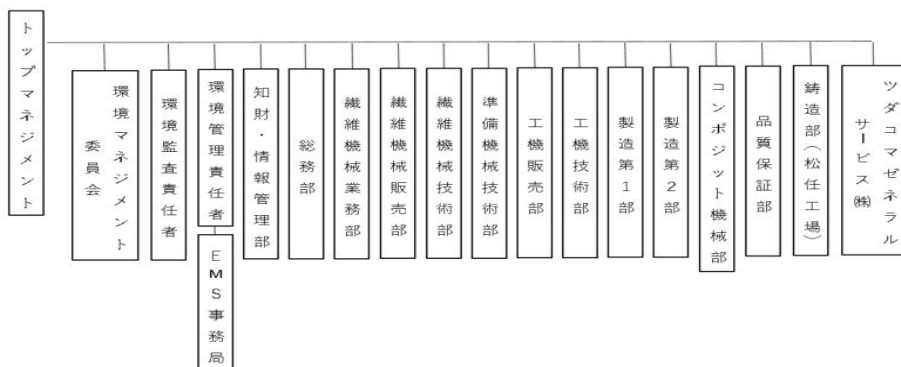 トップマネジメント
環境マネジメント
委員会
環境監査責任者
環境管理責任者
EMS事務局
知財・情報管理部
総務部
繊維機械業務部
繊維機械販売部
繊維機械技術部
準備機械技術部
工機販売部
工機技術部
製造第1部
製造第2部
コンポジット機械部
品質保証部
鋳造部(松任工場)
ツダコマゼネラル
サービス㈱